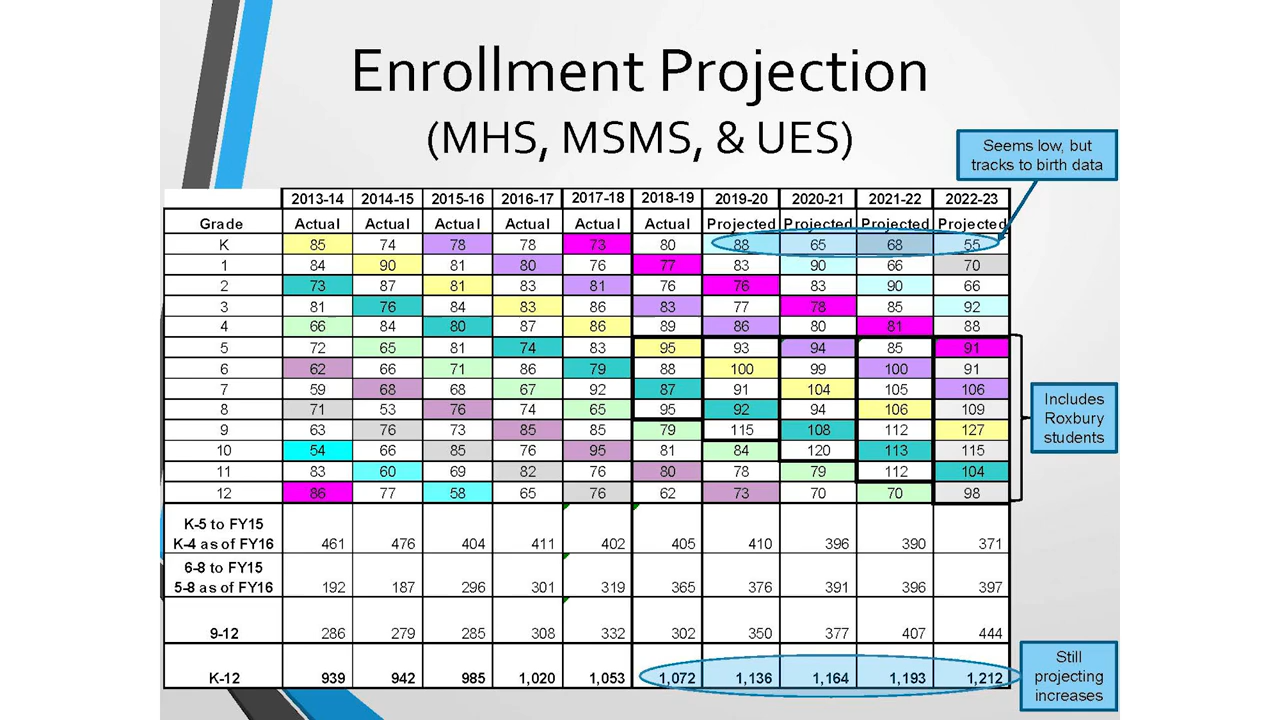 Enrollment Projection
(MHS, MSMS, & UES)
Seems low, but
tracks to birth data
2013-14 2014-15 2015-16 2016-17 2017-18 2018-19 2019-20 2020-21 2021-22 2022-23
Grade Actual Actual Actual Actual Actual Actual Projected Projected Projected Projected
K 85 74 78 78 73 80 88 65 68 55
1 84 90 81 80 76 77 83 90 66 70
2 73 87 81 83 81 76 76 83 90 66
3 81 76 84 83 86 83 77 78 85 92
4 66 84 80 87 86 89 86 80 81 88
5 72 65 81 74 83 95 93 94 85 91
6 62 66 71 86 79 88 100 99 100 91
7 59 68 68 67 92 87 91 104 105 106
8 71 53 76 74 65 95 92 94 106 109
9 63 76 73 85 85 79 115 108 112 127
10 54 66 85 76 95 81 84 120 113 115
11 83 60 69 82 76 80 78 79 112 104
12 86 77 58 65 76 62 73 70 70 98
Includes
Roxbury
students
K-5 to FY15
K-4 as of FY16 461 476 404 411 402 405 410 396 390 371
6-8 to FY15
5-8 as of FY16 192 187 296 301 319 365 376 391 396 397
9-12 286 279 285 308 332 302 350 377 407 444
K-12 939 942 985 1,020 1,053 1,072 1,136 1,164 1,193 1,212
Still
projecting
increases